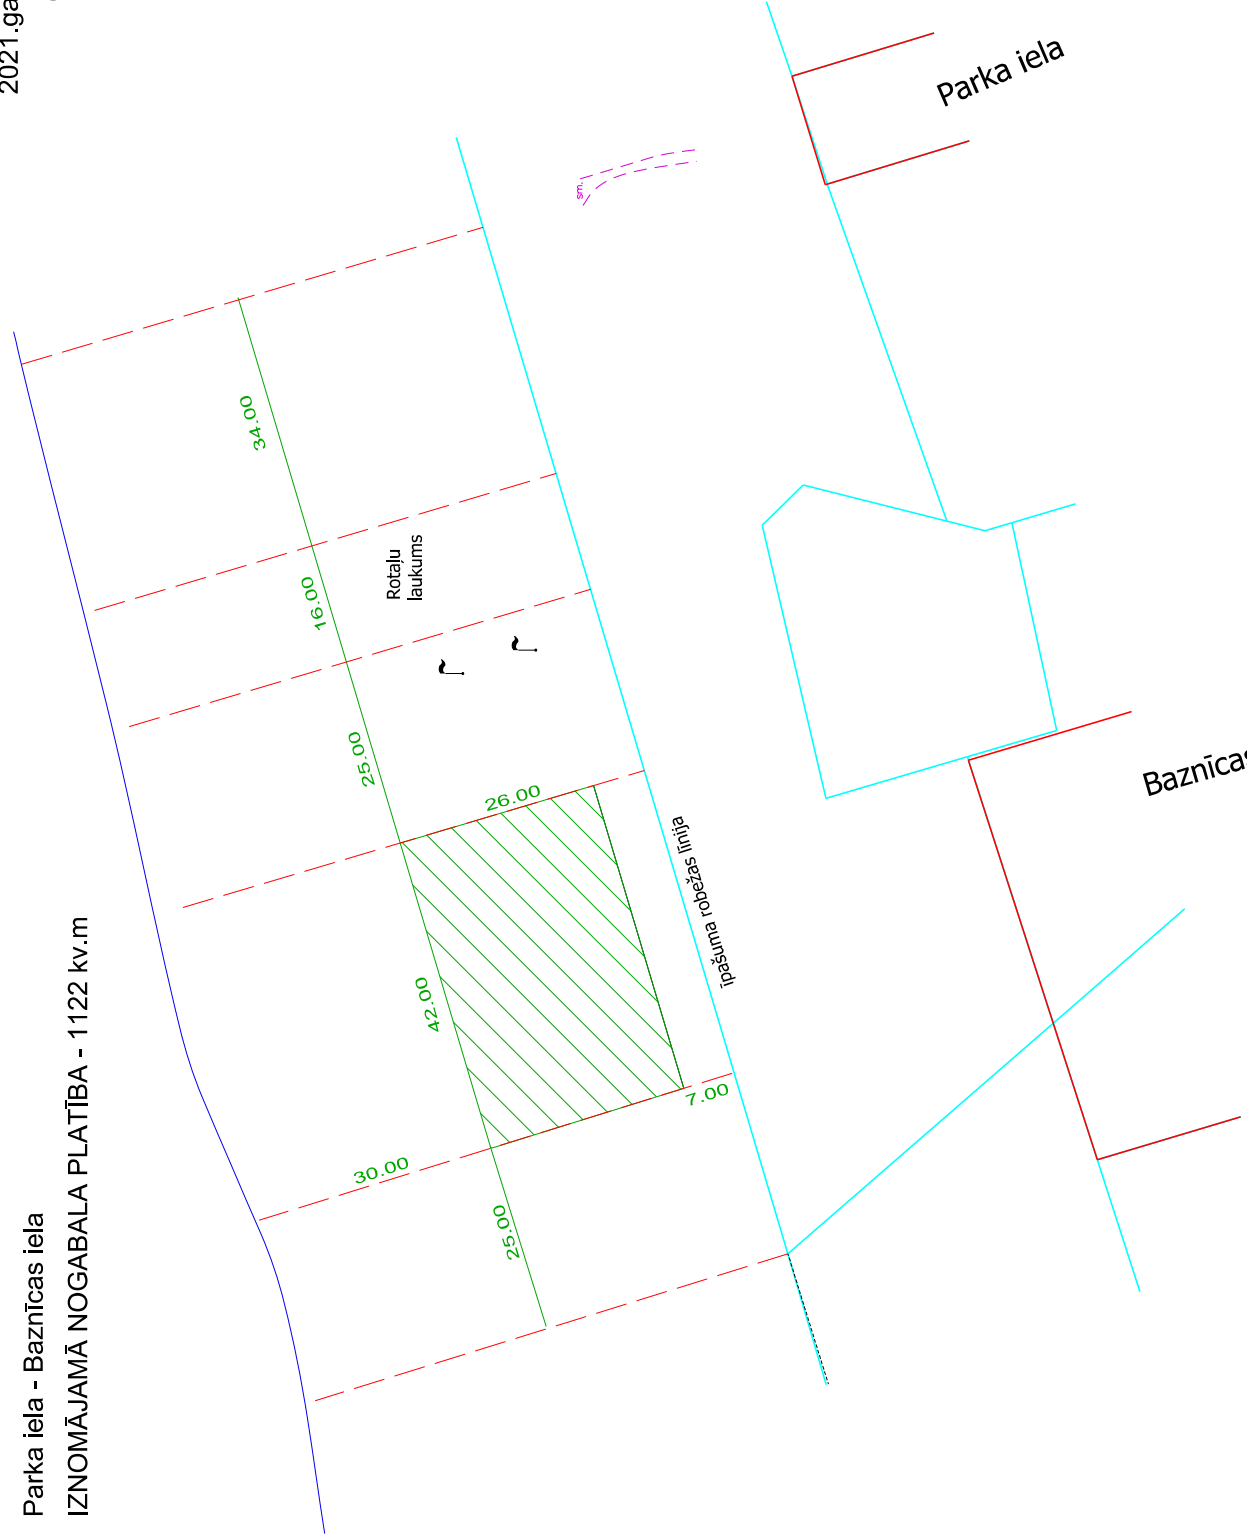 2021.ga
Parka iela - Baznīcas iela
IZNOMĀJAMĀ NOGABALA PLATĪBA - 1122 kv.m
Parka iela
sm.
34.00
Rotaļu
laukums
16.00
25.00
26.00
Baznīcas
īpašuma robežas līnija
42.00
7.00
30.00
25.00